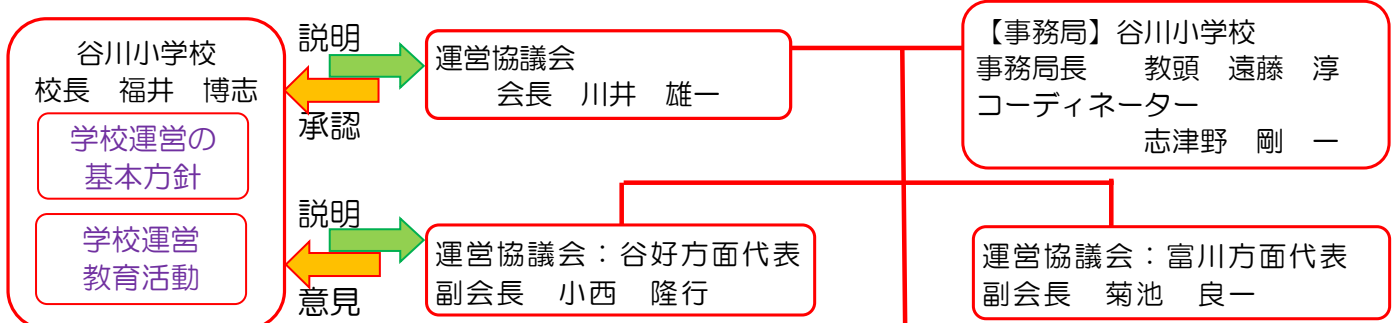 谷川小学校
校長　福井　博志
学校運営の
基本方針
学校運営
教育活動
説明
承認
説明
意見
運営協議会
会長　川井　雄一
【事務局】谷川小学校
事務局長　　教頭　遠藤　淳
コーディネーター
志津野　剛　一
運営協議会：谷好方面代表
副会長　小西　隆行
運営協議会：富川方面代表
副会長　菊池　良一